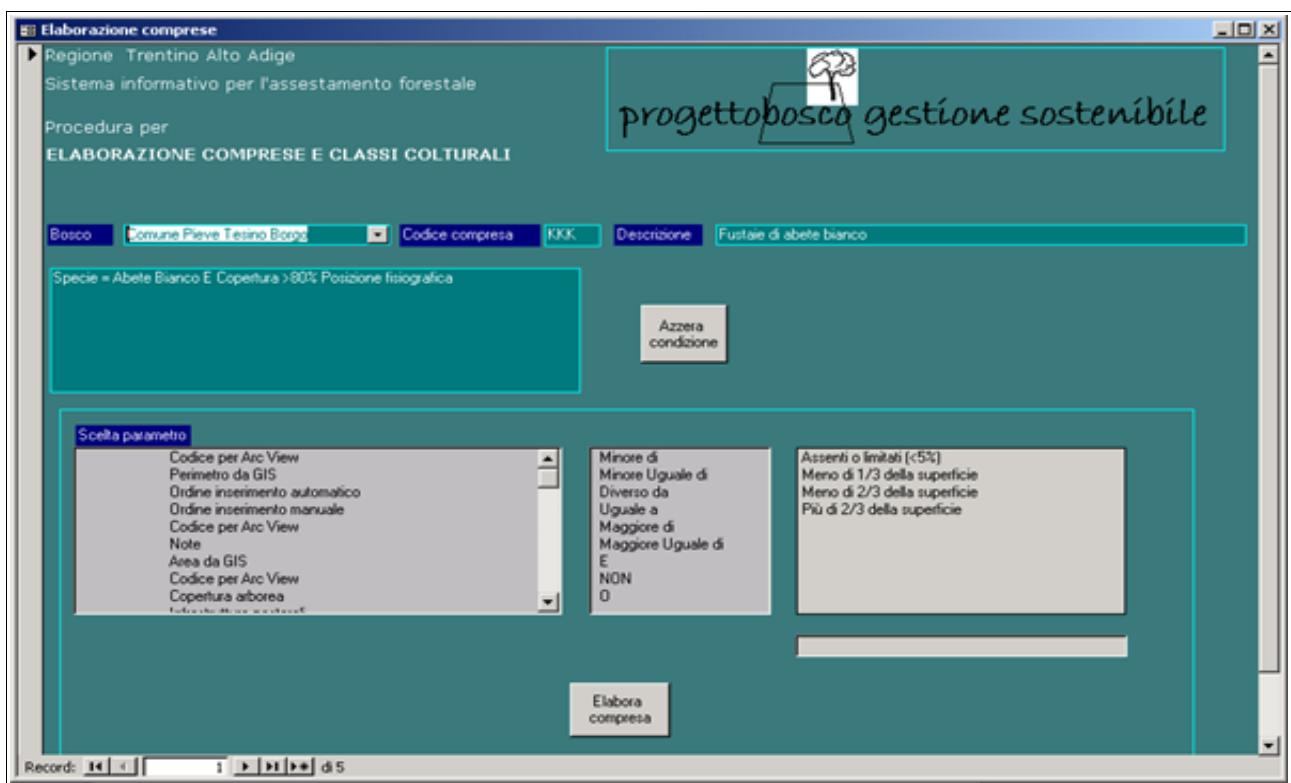 Elaborazione comprese
Regione Trentino Alto Adige
Sistema informativo per l'assestamento forestale
progettobosco gestione sostenibile
Procedura per
ELABORAZIONE COMPRESE E CLASSI COLTURALI
Bosco Comune Pieve Tesino Borgo Codice compresa KKK Descrizione Fustaie di abete bianco
Specie = Abete Bianco E Copertura >80% Posizione fisiografica
Azzera
condizione
Scelta parametro
Codice per Arc View
Perimetro da GIS
Ordine inserimento automatico
Ordine inserimento manuale
Codice per Arc View
Note
Area da GIS
Codice per Arc View
Copertura arborea
Minore di
Minore Uguale di
Diverso da
Uguale a
Maggiore di
Maggiore Uguale di
E
NON
O
Assenti o limitati (<5%)
Meno di 1/3 della superficie
Meno di 2/3 della superficie
Più di 2/3 della superficie
Elabora
compresa
Record: 1 di 5